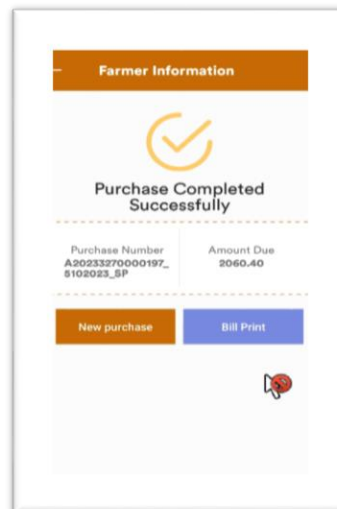 Farmer Information
Purchase Completed
Successfully
Purchase Number
A20233270000197_
5102023_SP
Amount Due
2060.40
New purchase
Bill Print